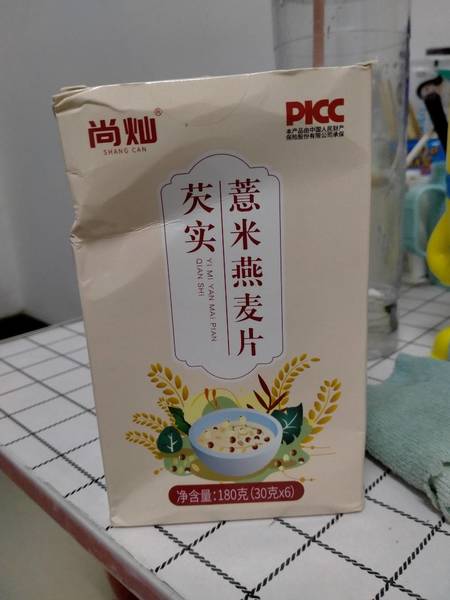 尚灿®
SHANG CAN
PICC
本产品由中国人民财产
保险股份有限公司承保
芡实
薏米燕麦片
YI MI YAN MAI PIAN
QIAN SHI
净含量:180克(30克x6)